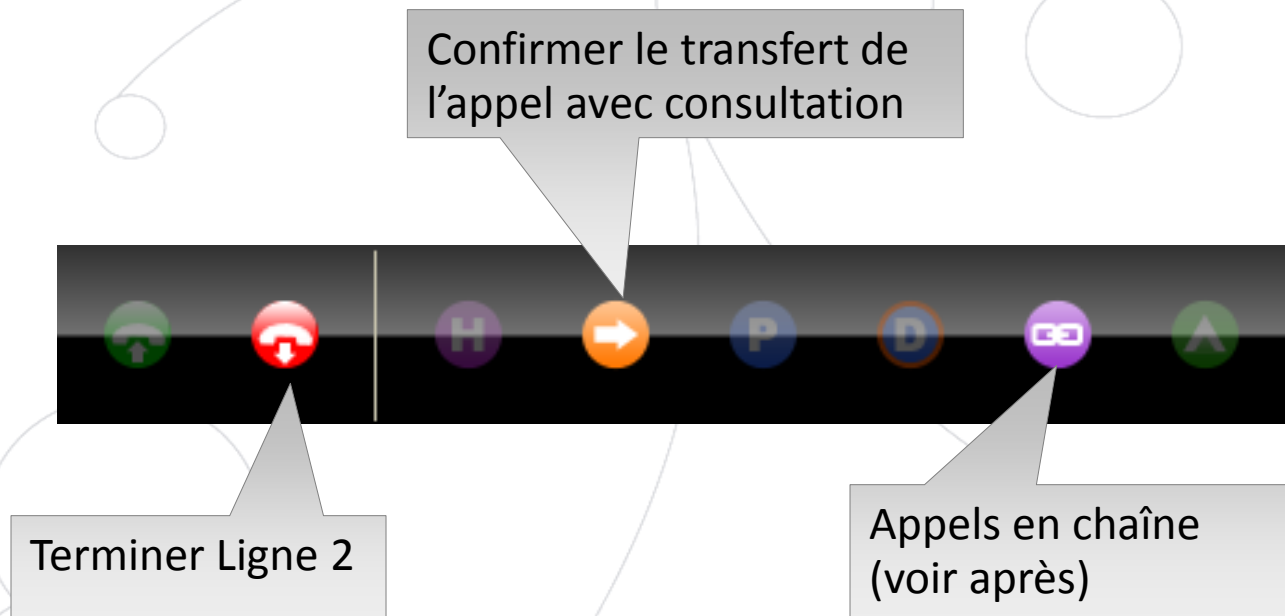 Confirmer le transfert de
l’appel avec consultation
H
P
D
Terminer Ligne 2
Appels en chaîne
(voir après)